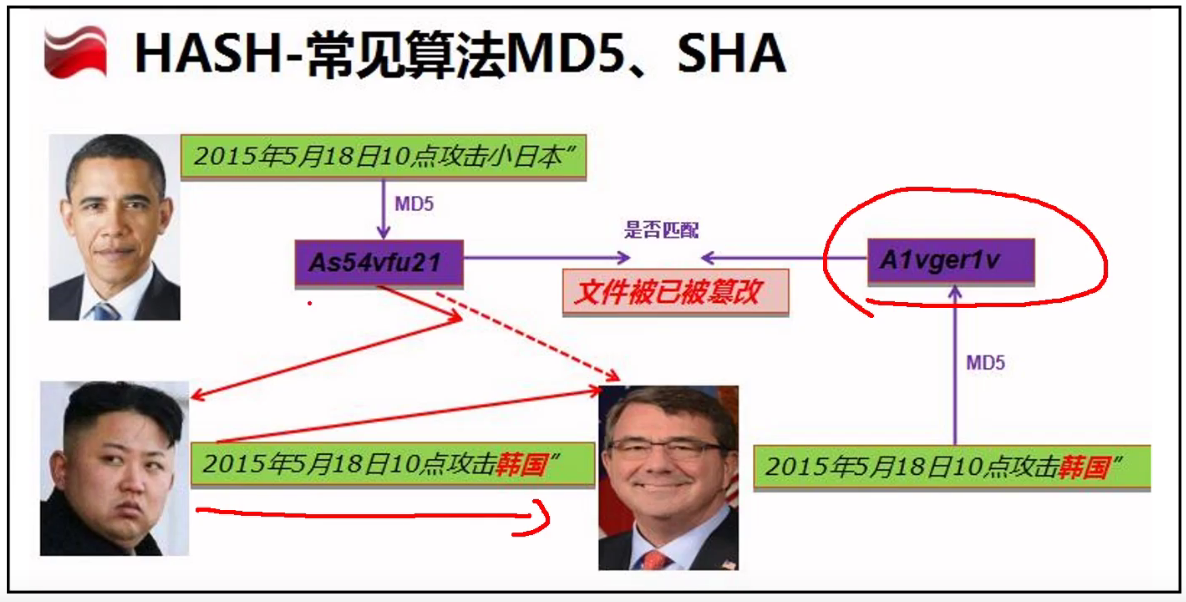 HASH-常见算法MD5、SHA
2015年5月18日10点攻击小日本”
MD5
是否匹配
As54vfu21
A1vger1v
文件被已被篡改
MD5
2015年5月18日10点攻击韩国”
2015年5月18日10点攻击韩国”